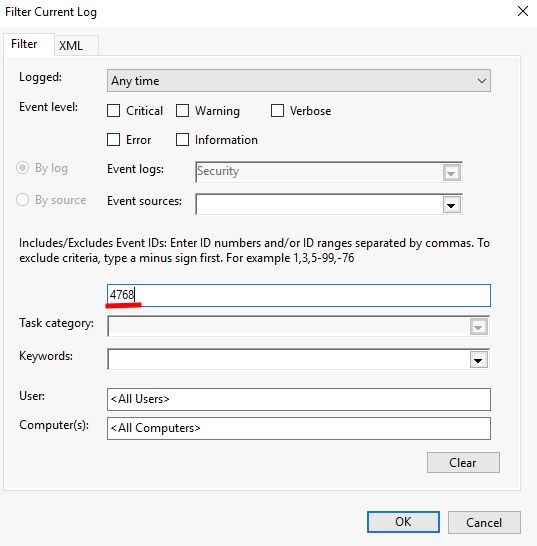 Filter Current Log
Filter XML
Logged: Any time
Event level: Critical Warning Verbose
Error Information
By log Event logs: Security
By source Event sources:
Includes/Excludes Event IDs: Enter ID numbers and/or ID ranges separated by commas. To
exclude criteria, type a minus sign first. For example 1,3,5-99,-76
4768
Task category:
Keywords:
User: <All Users>
Computer(s): <All Computers>
Clear
OK Cancel